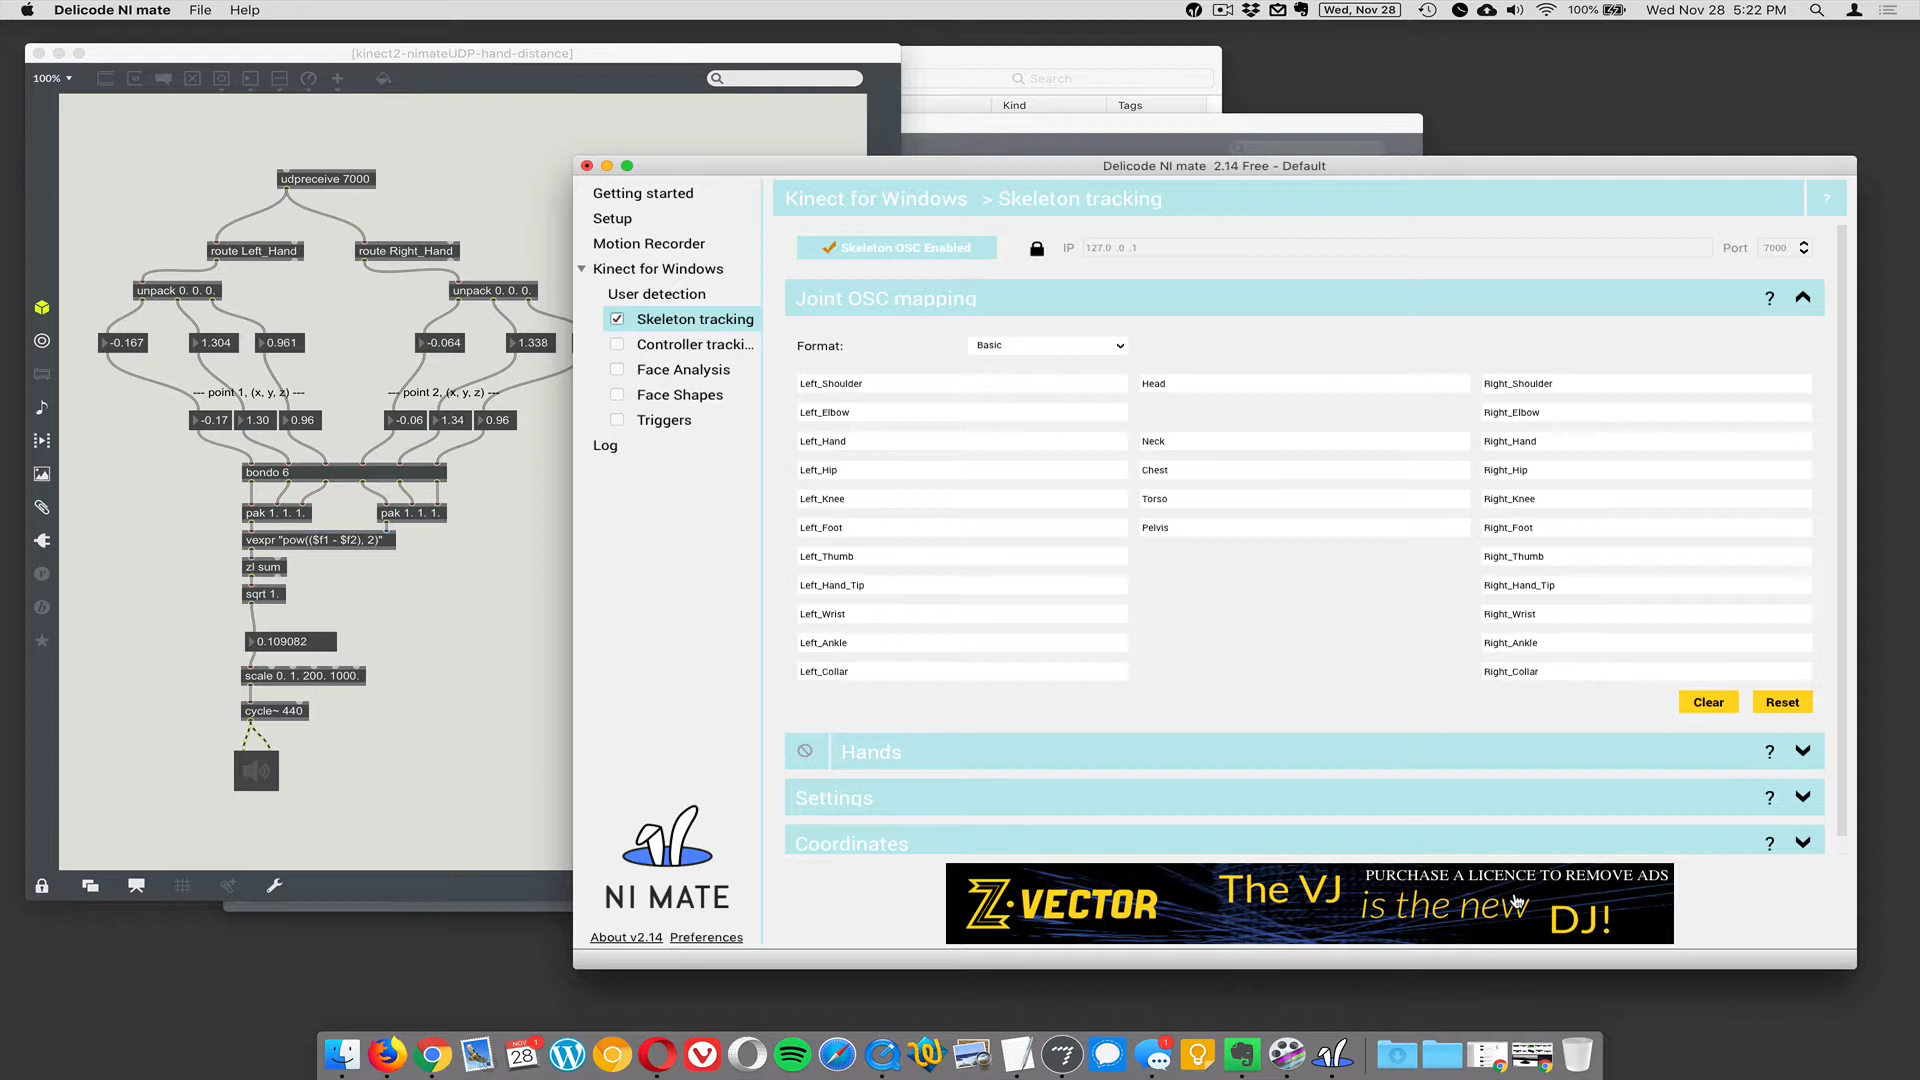 Delicode NI mate File Help
Wed, Nov 28
100%
Wed Nov 28 5:22 PM
[kinect2-nimateUDP-hand-distance]
100%
udpreceive 7000
route Left_Hand
route Right_Hand
unpack 0. 0. 0.
unpack 0. 0. 0.
-0.167
1.304
0.961
-0.064
1.338
--- point 1, (x, y, z) ---
--- point 2, (x, y, z) ---
-0.17
1.30
0.96
-0.06
1.34
0.96
bondo 6
pak 1. 1. 1.
pak 1. 1. 1.
vexpr "pow(($f1 - $f2), 2)"
zl sum
sqrt 1.
0.109082
scale 0. 1. 200. 1000.
cycle~ 440
Search
Kind
Tags
Delicode NI mate 2.14 Free - Default
Getting started
Setup
Motion Recorder
Kinect for Windows
User detection
Skeleton tracking
Controller tracki...
Face Analysis
Face Shapes
Triggers
Log
NI MATE
About v2.14
Preferences
Kinect for Windows > Skeleton tracking
?
Skeleton OSC Enabled
IP
127.0 .0 .1
Port
7000
Joint OSC mapping
?
Format:
Basic
Left_Shoulder
Head
Right_Shoulder
Left_Elbow
Right_Elbow
Left_Hand
Neck
Right_Hand
Left_Hip
Chest
Right_Hip
Left_Knee
Torso
Right_Knee
Left_Foot
Pelvis
Right_Foot
Left_Thumb
Right_Thumb
Left_Hand_Tip
Right_Hand_Tip
Left_Wrist
Right_Wrist
Left_Ankle
Right_Ankle
Left_Collar
Right_Collar
Clear
Reset
Hands
?
Settings
?
Coordinates
?
Z-VECTOR
The VJ
is the new
DJ!
PURCHASE A LICENCE TO REMOVE ADS
NOV
28
1
1